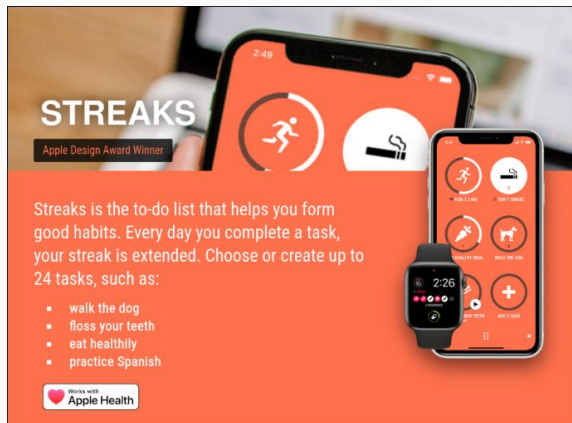 2:49
STREAKS
Apple Design Award Winner
Streaks is the to-do list that helps you form
good habits. Every day you complete a task,
your streak is extended. Choose or create up to
24 tasks, such as:
walk the dog
floss your teeth
eat healthily
practice Spanish
Works with
Apple Health
2:26
WALK THE DOG
ADD A TASK